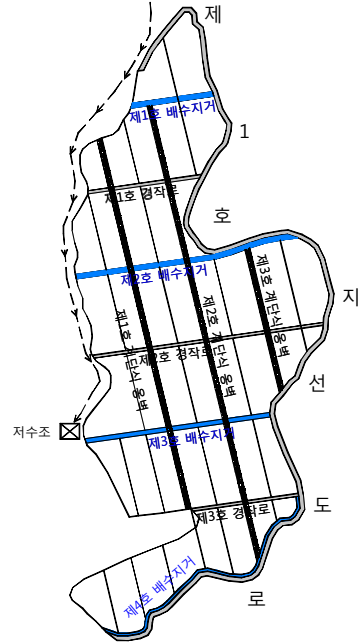 제
제1호 배수지거
1
제1호 경작로
호
제2호 배수지거
제3호 계단식 옹벽
지
제1호 계단식 옹벽
제2호 계단식 옹벽
제2호 경작로
선
저수조
제3호 배수지거
도
제3호 경작로
제4호 배수지거
로